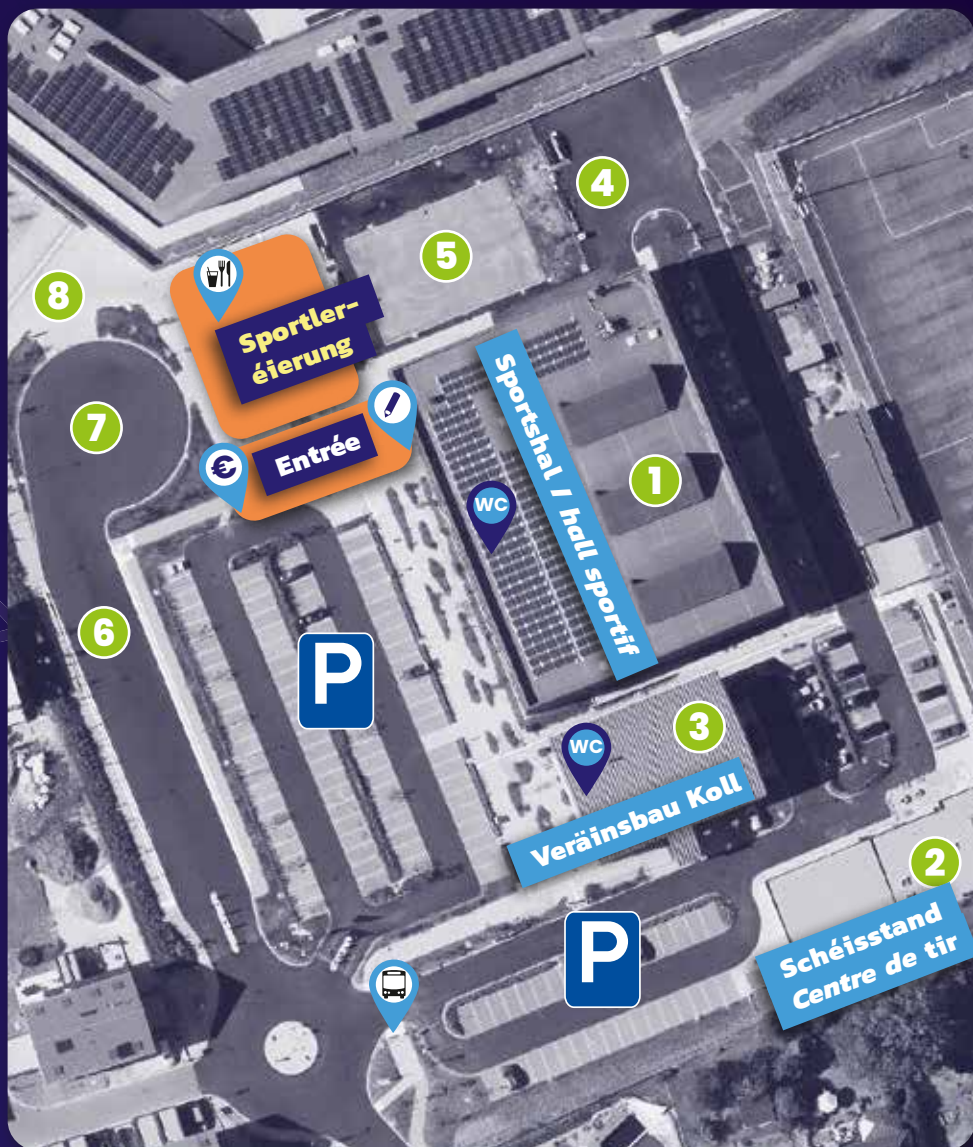 4
5
8
Sportler-
éierung
7
Entrée
€
Sportshal / hall sportif
1
WC
6
P
3
WC
Veräinsbau Koll
2
P
Schéisstand
Centre de tir